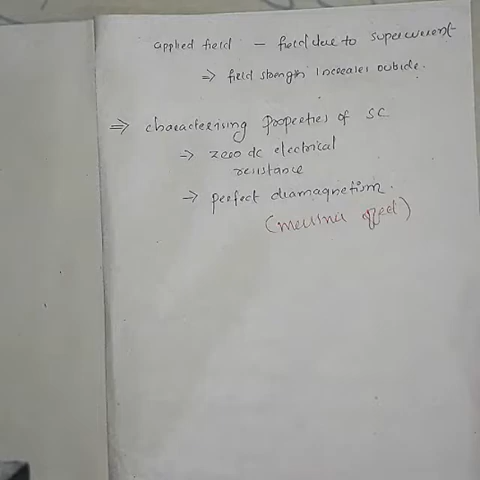 applied field - field due to supercurrent
⇒ field strength increases outside.
⇒ characterising properties of SC
→ zero dc electrical
resistance
→ perfect diamagnetism.
(meissner effect)